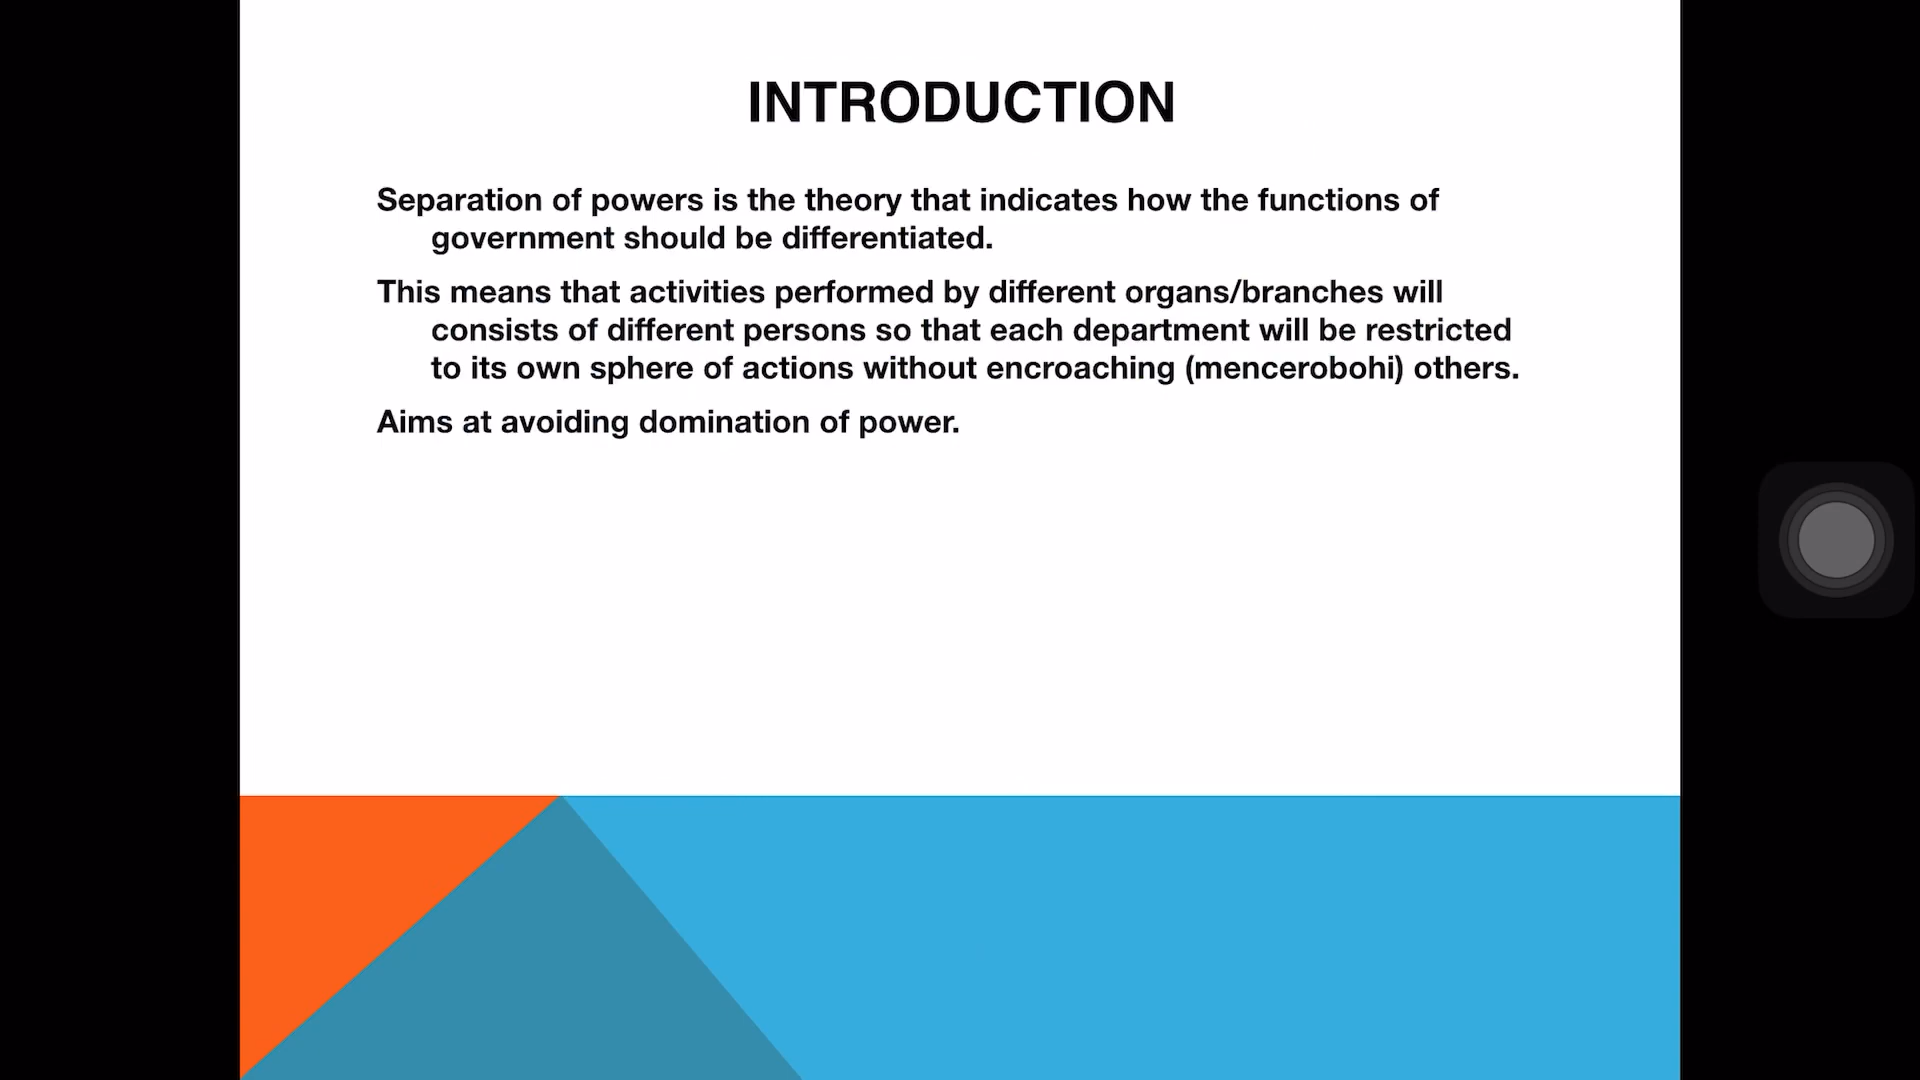 INTRODUCTION
Separation of powers is the theory that indicates how the functions of
government should be differentiated.
This means that activities performed by different organs/branches will
consists of different persons so that each department will be restricted
to its own sphere of actions without encroaching (mencerobohi) others.
Aims at avoiding domination of power.